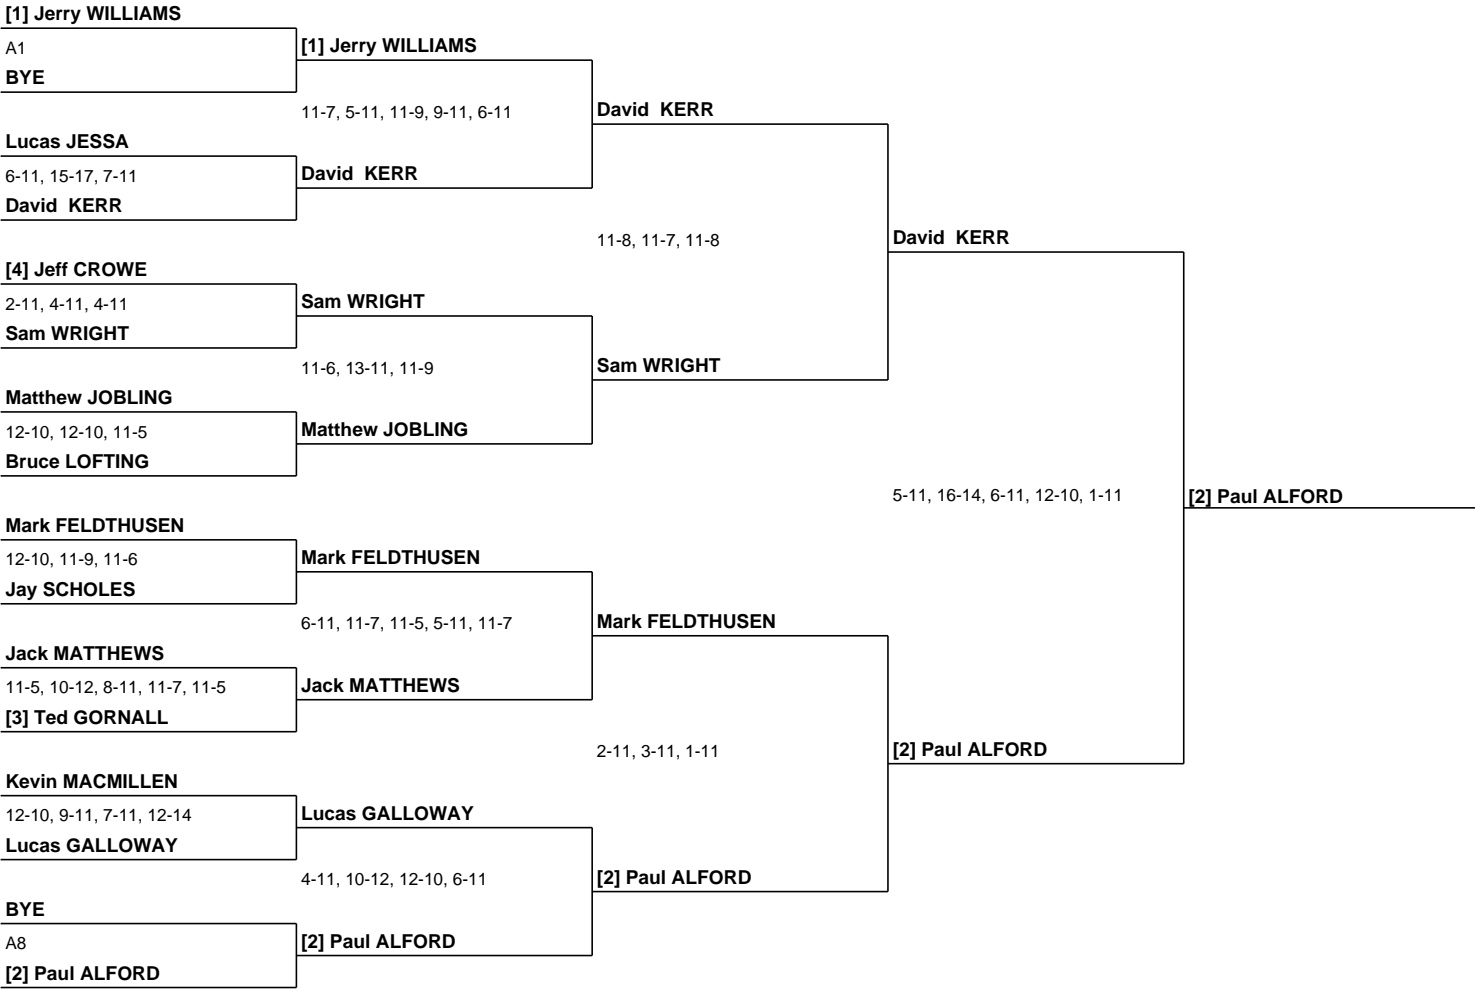 [1] Jerry WILLIAMS
A1
BYE
[1] Jerry WILLIAMS
11-7, 5-11, 11-9, 9-11, 6-11
David KERR
Lucas JESSA
6-11, 15-17, 7-11
David KERR
David KERR
11-8, 11-7, 11-8
David KERR
[4] Jeff CROWE
2-11, 4-11, 4-11
Sam WRIGHT
Sam WRIGHT
11-6, 13-11, 11-9
Sam WRIGHT
Matthew JOBLING
12-10, 12-10, 11-5
Bruce LOFTING
Matthew JOBLING
5-11, 16-14, 6-11, 12-10, 1-11
[2] Paul ALFORD
Mark FELDTHUSEN
12-10, 11-9, 11-6
Jay SCHOLES
Mark FELDTHUSEN
6-11, 11-7, 11-5, 5-11, 11-7
Mark FELDTHUSEN
Jack MATTHEWS
11-5, 10-12, 8-11, 11-7, 11-5
[3] Ted GORNALL
Jack MATTHEWS
2-11, 3-11, 1-11
[2] Paul ALFORD
Kevin MACMILLEN
12-10, 9-11, 7-11, 12-14
Lucas GALLOWAY
Lucas GALLOWAY
4-11, 10-12, 12-10, 6-11
[2] Paul ALFORD
BYE
A8
[2] Paul ALFORD
[2] Paul ALFORD